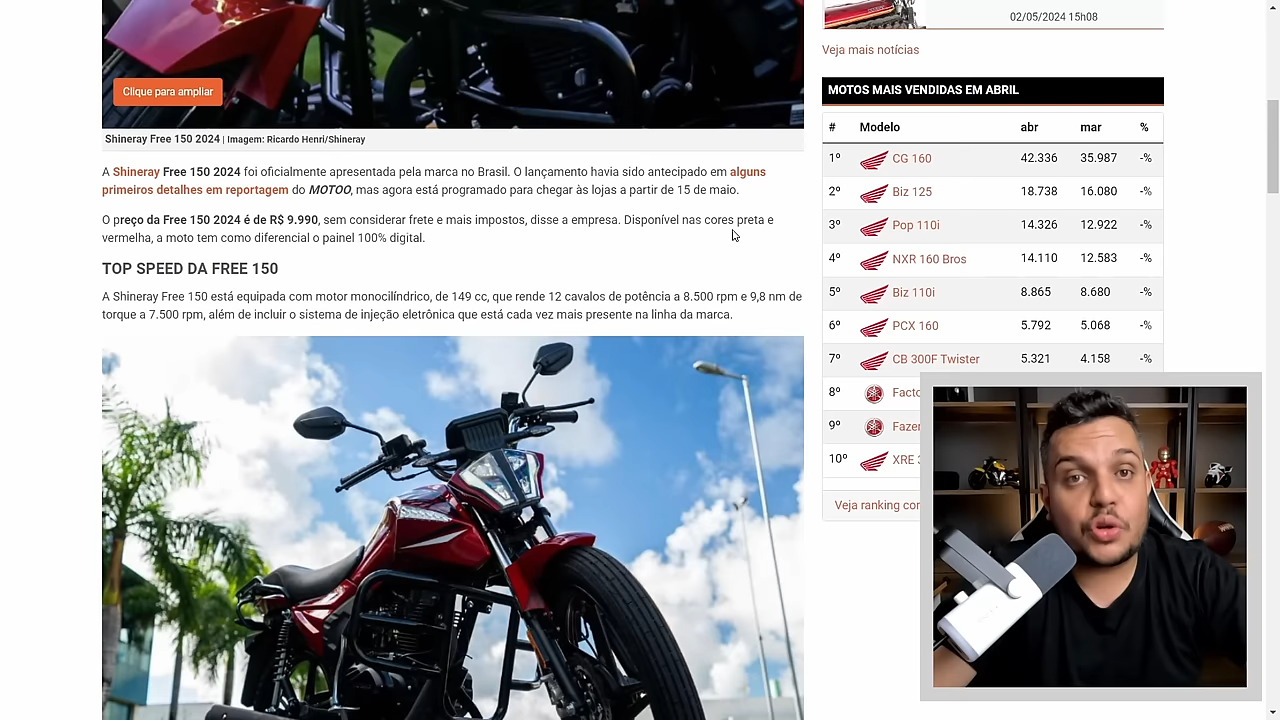 Clique para ampliar
Shineray Free 150 2024 | Imagem: Ricardo Henri/Shineray
A Shineray Free 150 2024 foi oficialmente apresentada pela marca no Brasil. O lançamento havia sido antecipado em alguns
primeiros detalhes em reportagem do MOTOO, mas agora está programado para chegar às lojas a partir de 15 de maio.
O preço da Free 150 2024 é de R$ 9.990, sem considerar frete e mais impostos, disse a empresa. Disponível nas cores preta e
vermelha, a moto tem como diferencial o painel 100% digital.
TOP SPEED DA FREE 150
A Shineray Free 150 está equipada com motor monocilíndrico, de 149 cc, que rende 12 cavalos de potência a 8.500 rpm e 9,8 nm de
torque a 7.500 rpm, além de incluir o sistema de injeção eletrônica que está cada vez mais presente na linha da marca.
02/05/2024 15h08
Veja mais notícias
MOTOS MAIS VENDIDAS EM ABRIL
# Modelo abr mar %
1º CG 160 42.336 35.987 -%
2º Biz 125 18.738 16.080 -%
3º Pop 110i 14.326 12.922 -%
4º NXR 160 Bros 14.110 12.583 -%
5º Biz 110i 8.865 8.680 -%
6º PCX 160 5.792 5.068 -%
7º CB 300F Twister 5.321 4.158 -%
8º Facto
9º Fazer
10º XRE
Veja ranking cor